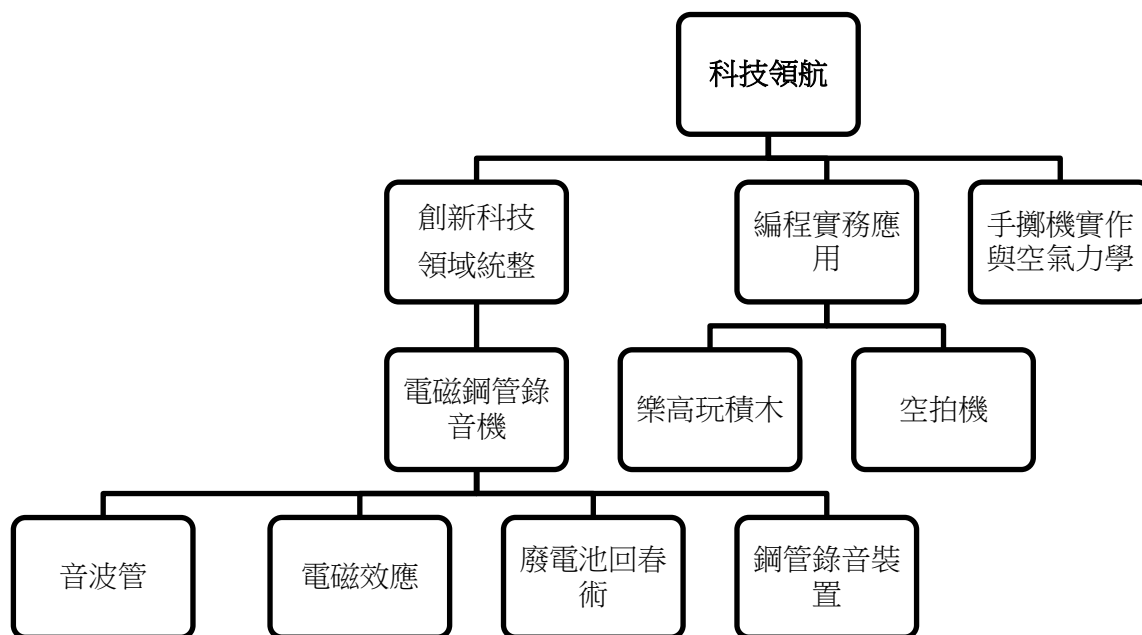 科技領航
創新科技
領域統整
編程實務應
用
手擲機實作
與空氣力學
電磁鋼管錄
音機
樂高玩積木
空拍機
音波管
電磁效應
廢電池回春
術
鋼管錄音裝
置